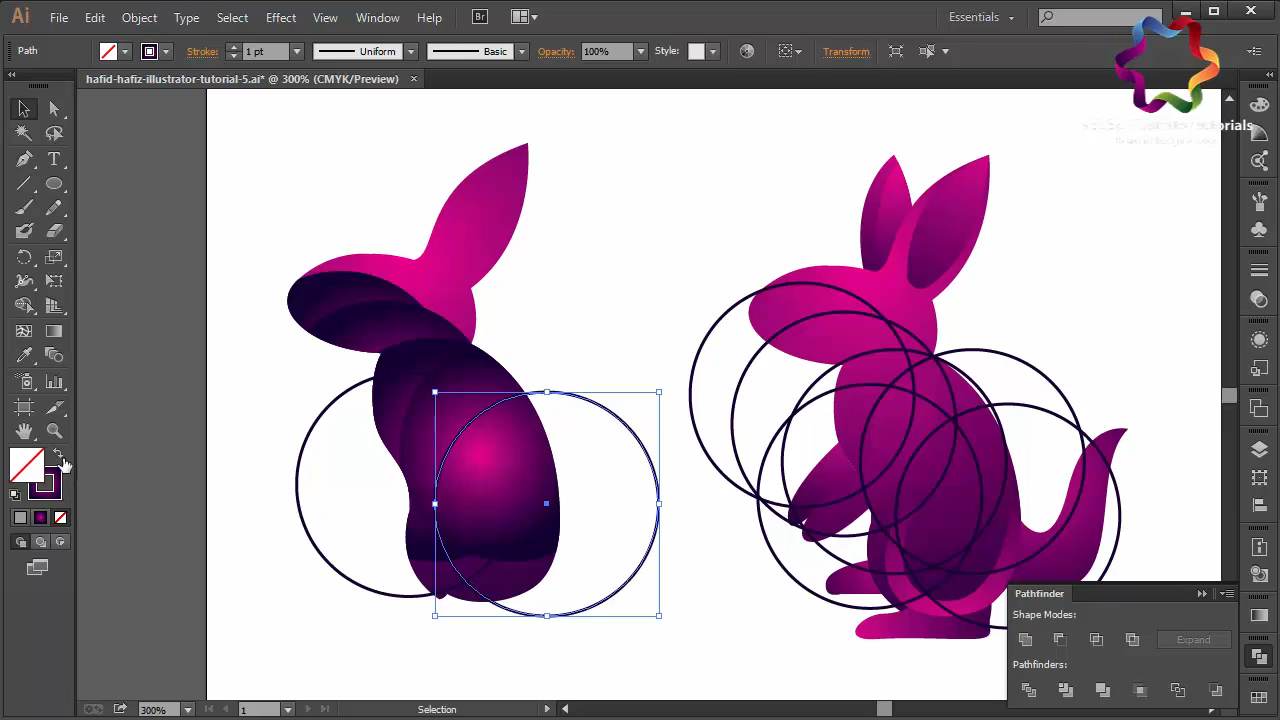 Ai File Edit Object Type Select Effect View Window Help Br Essentials
Path Stroke: 1 pt Uniform Basic Opacity: 100% Style: Transform
hafid-hafiz-illustrator-tutorial-5.ai* @ 300% (CMYK/Preview)
Pathfinder
Shape Modes:
Expand
Pathfinders:
300% 1 Selection